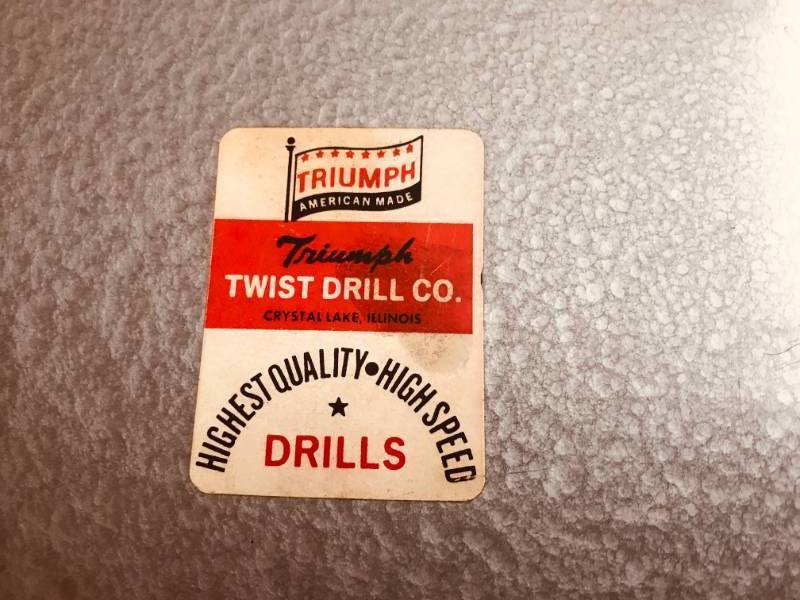 TRIUMPH
AMERICAN MADE
Triumph
TWIST DRILL CO.
CRYSTAL LAKE, ILLINOIS
HIGHEST QUALITY•HIGH SPEED
★
DRILLS